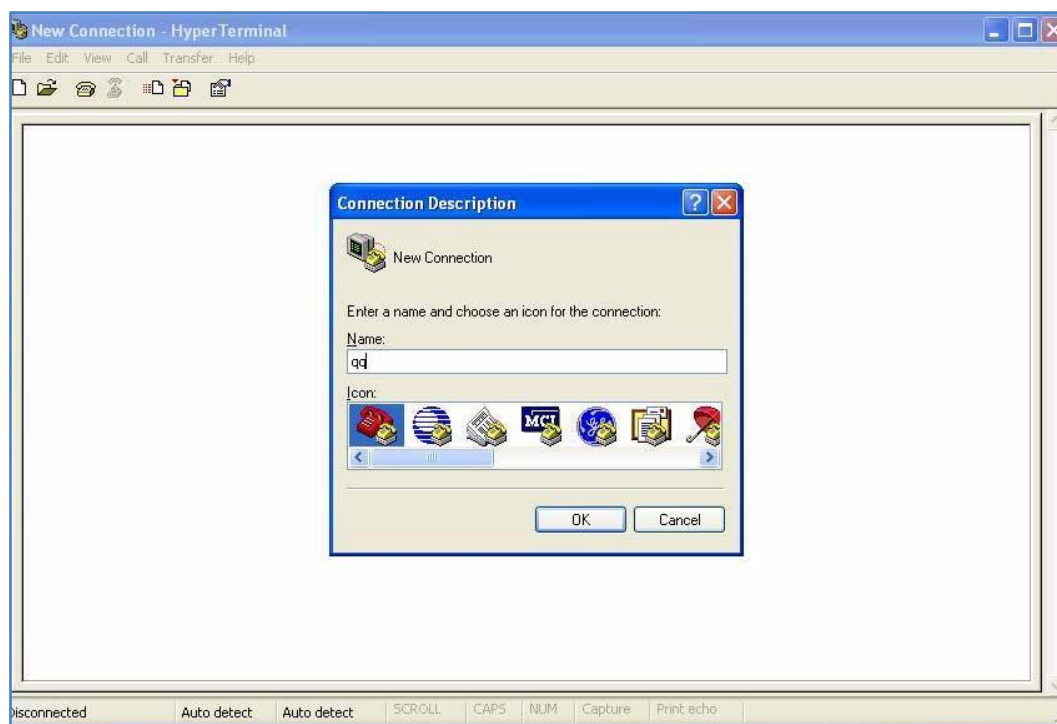 New Connection - HyperTerminal
File Edit View Call Transfer Help
Connection Description
New Connection
Enter a name and choose an icon for the connection:
Name:
qq
Icon:
MCI
OK Cancel
Disconnected Auto detect Auto detect SCROLL CAPS NUM Capture Print echo